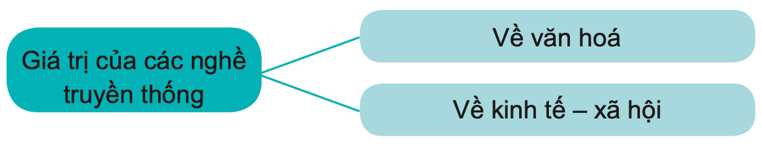 Giá trị của các nghề
truyền thống
Về văn hoá
Về kinh tế – xã hội